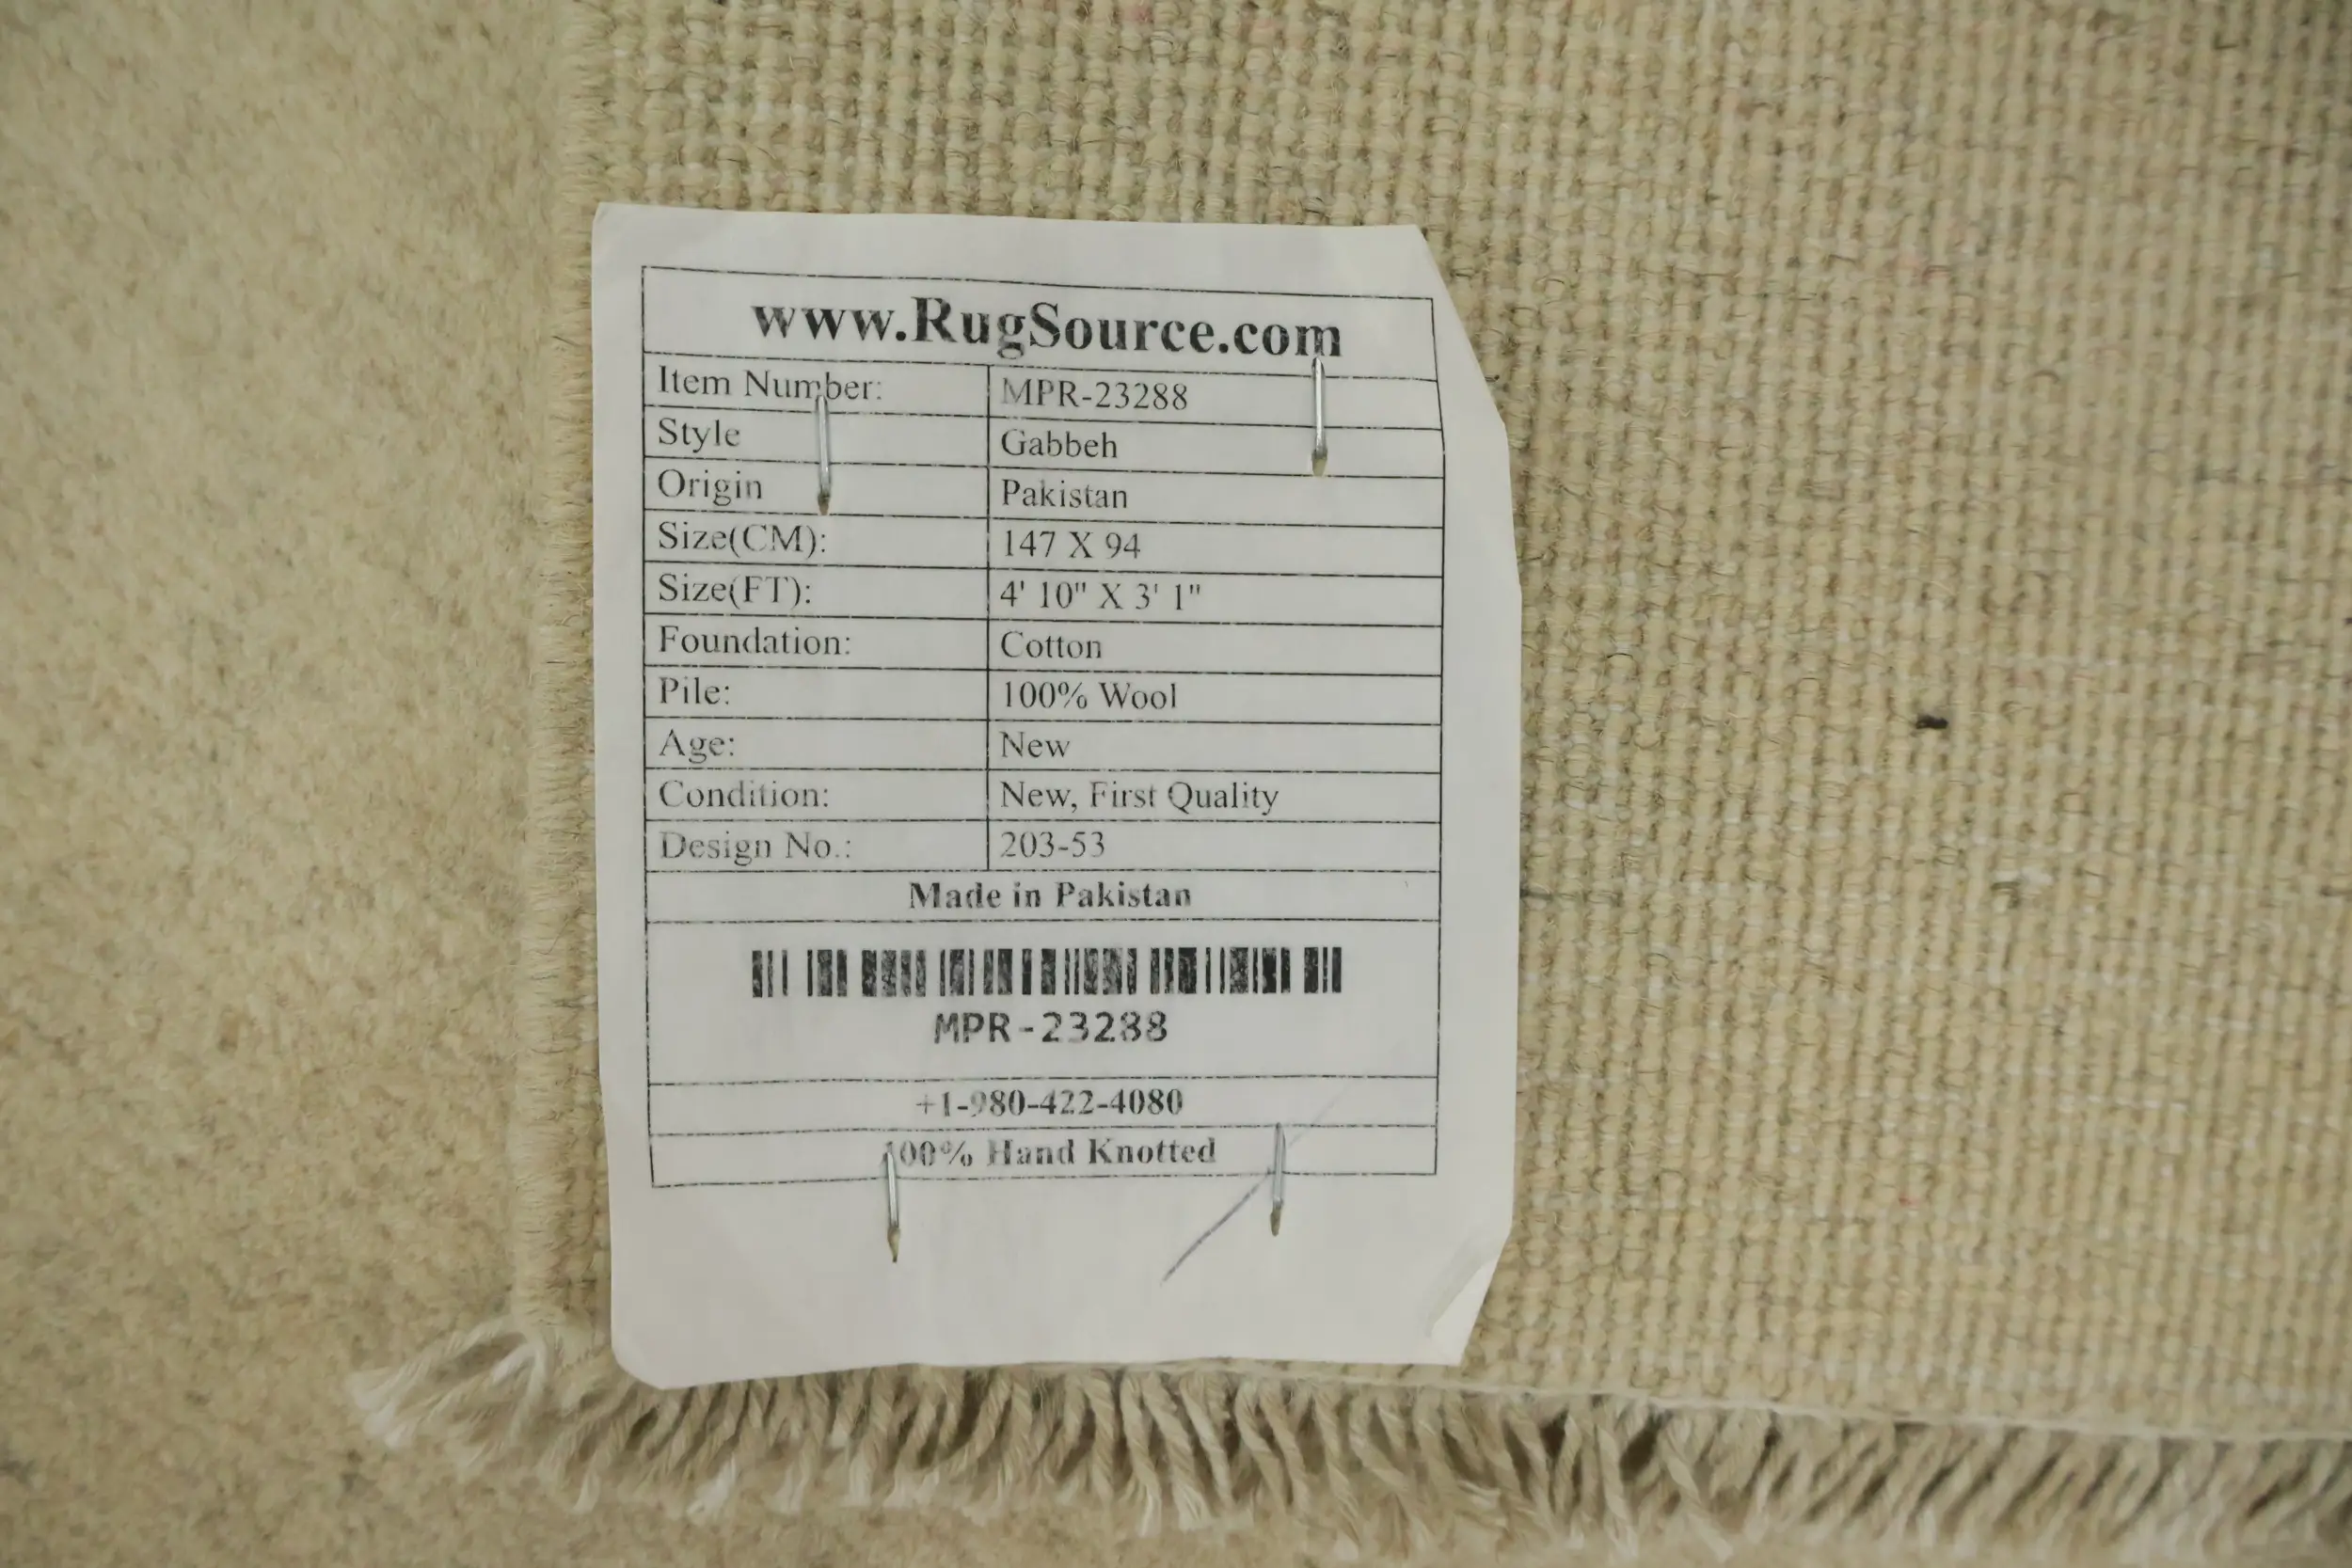 www.RugSource.com
Item Number: MPR-23288
Style Gabbeh
Origin Pakistan
Size(CM): 147 X 94
Size(FT): 4' 10" X 3' 1"
Foundation: Cotton
Pile: 100% Wool
Age: New
Condition: New, First Quality
Design No.: 203-53
Made in Pakistan
MPR-23288
+1-980-422-4080
100% Hand Knotted